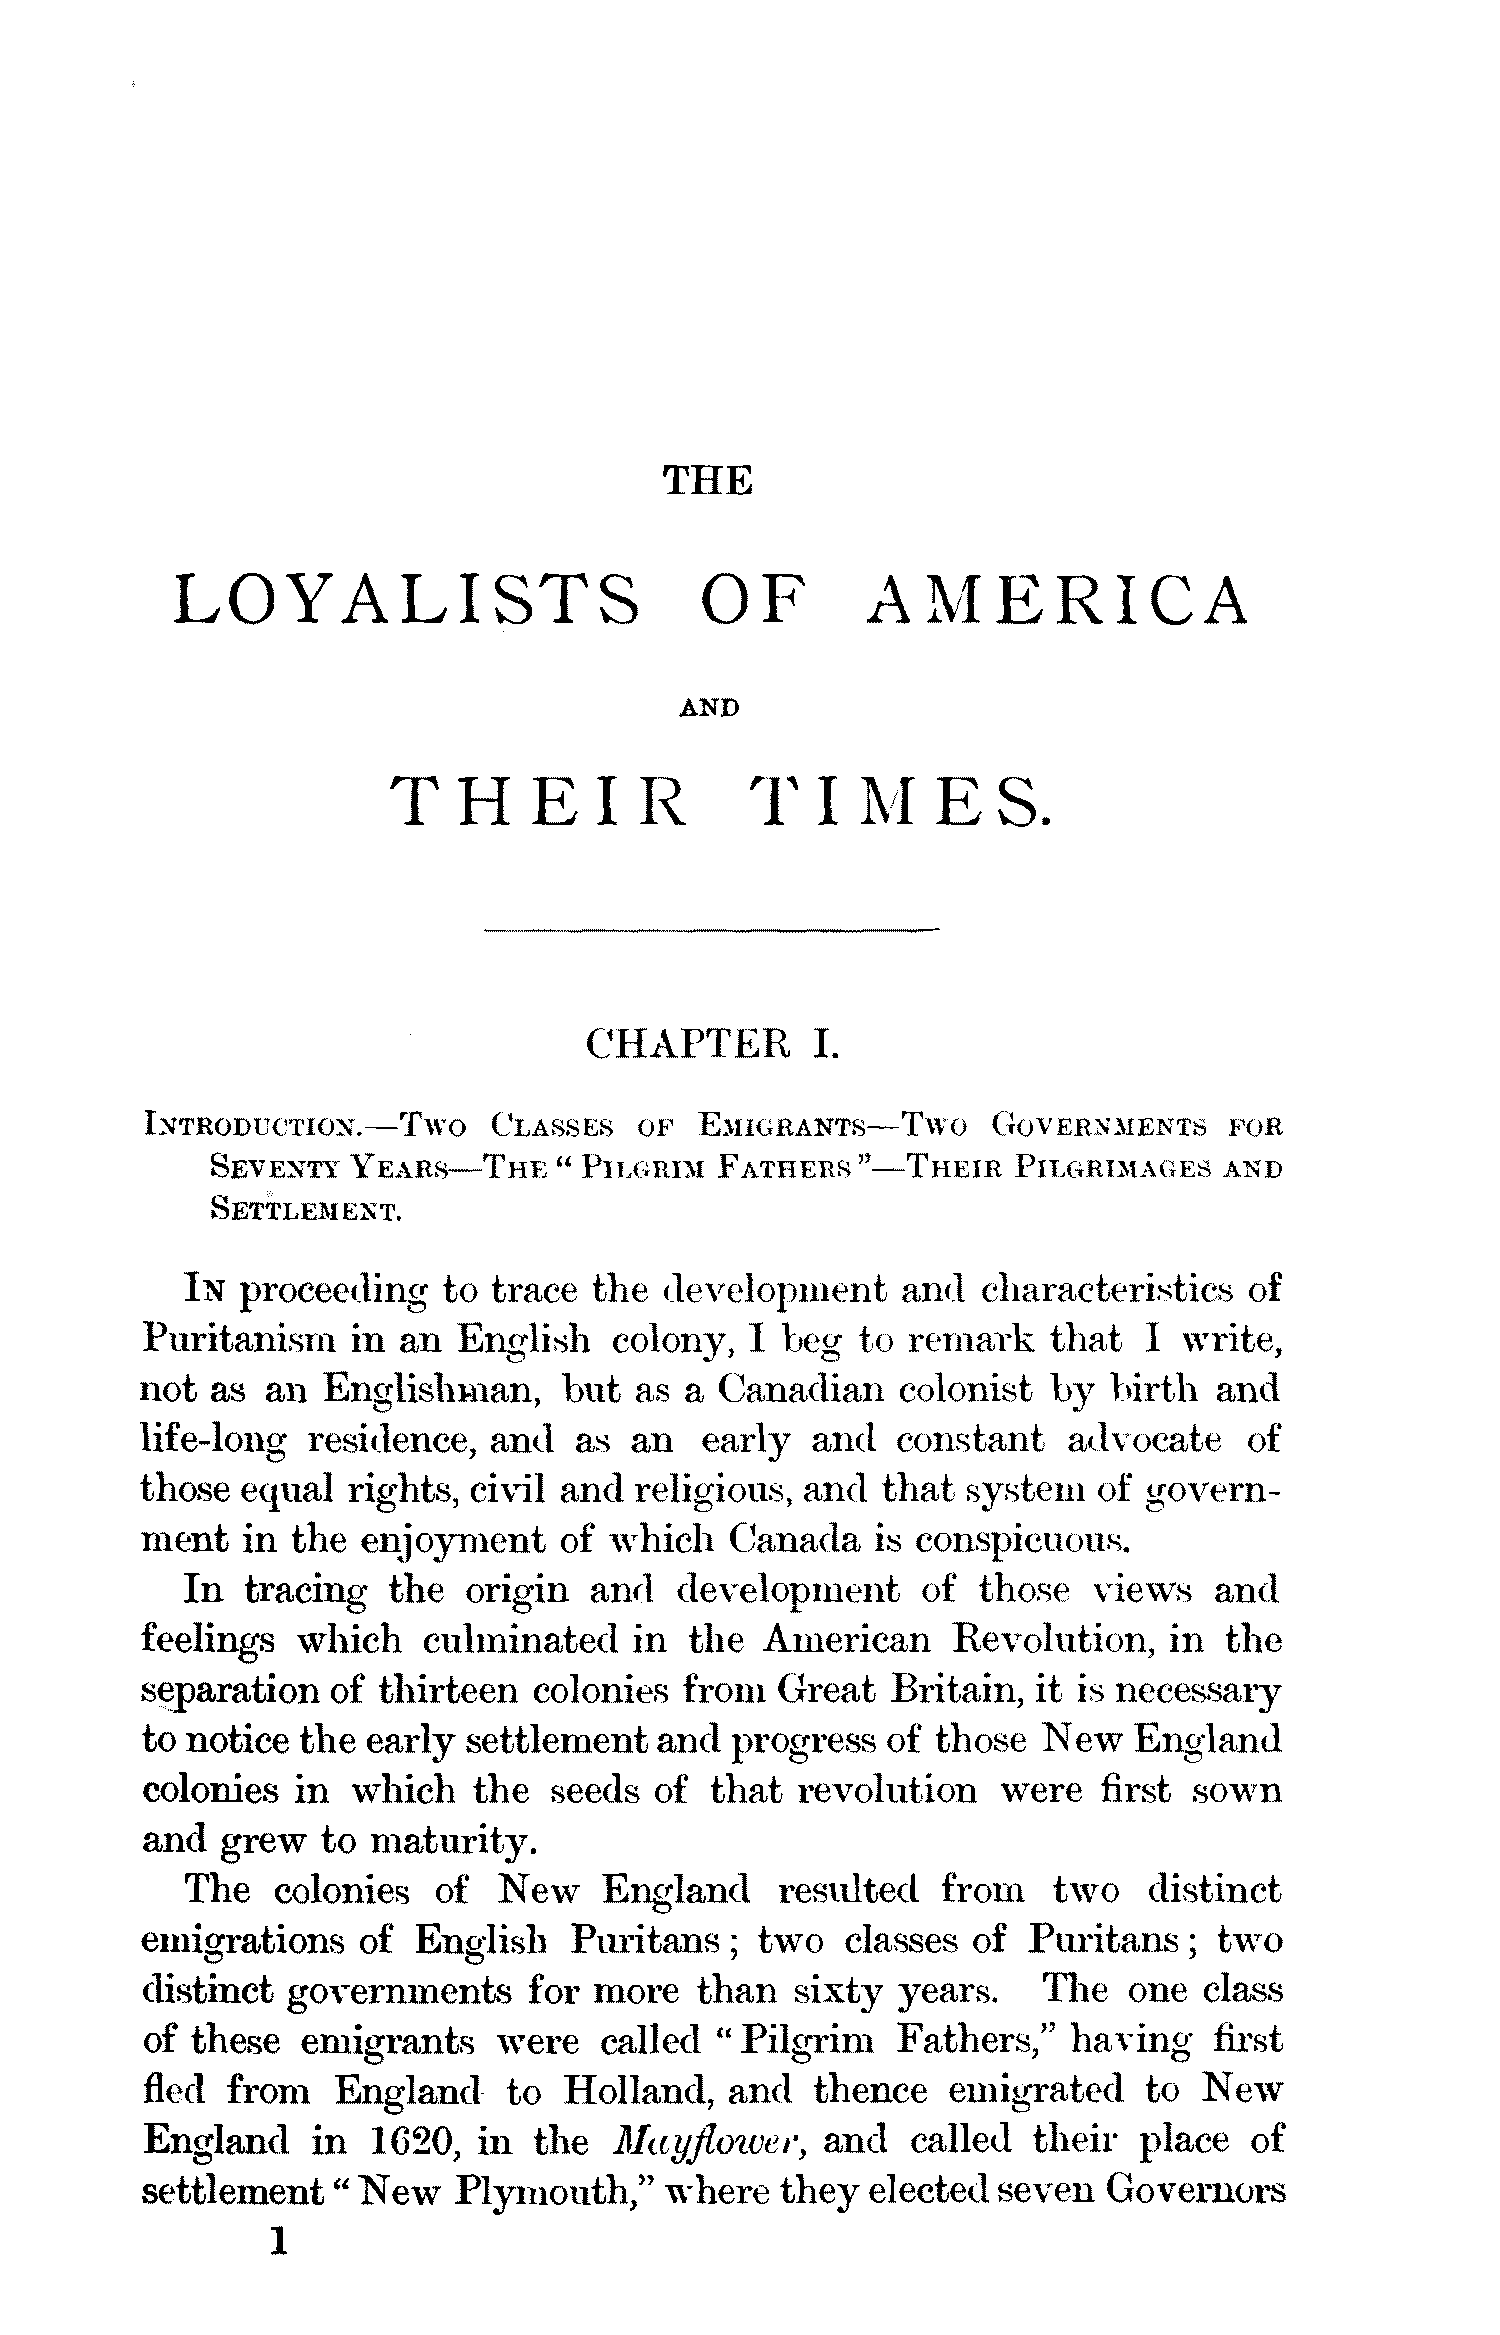 THE
LOYALISTS OF AMERICA
AND
THEIR TIMES.
CHAPTER I.
INTRODUCTION.—TWO CLASSES OF EMIGRANTS—TWO GOVERNMENTS FOR
SEVENTY YEARS—THE "PILGRIM FATHERS"—THEIR PILGRIMAGES AND
SETTLEMENT.
IN proceeding to trace the development and characteristics of
Puritanism in an English colony, I beg to remark that I write,
not as an Englishman, but as a Canadian colonist by birth and
life-long residence, and as an early and constant advocate of
those equal rights, civil and religious, and that system of govern-
ment in the enjoyment of which Canada is conspicuous.
In tracing the origin and development of those views and
feelings which culminated in the American Revolution, in the
separation of thirteen colonies from Great Britain, it is necessary
to notice the early settlement and progress of those New England
colonies in which the seeds of that revolution were first sown
and grew to maturity.
The colonies of New England resulted from two distinct
emigrations of English Puritans; two classes of Puritans; two
distinct governments for more than sixty years. The one class
of these emigrants were called "Pilgrim Fathers," having first
fled from England to Holland, and thence emigrated to New
England in 1620, in the Mayflower, and called their place of
settlement "New Plymouth," where they elected seven Governors
1